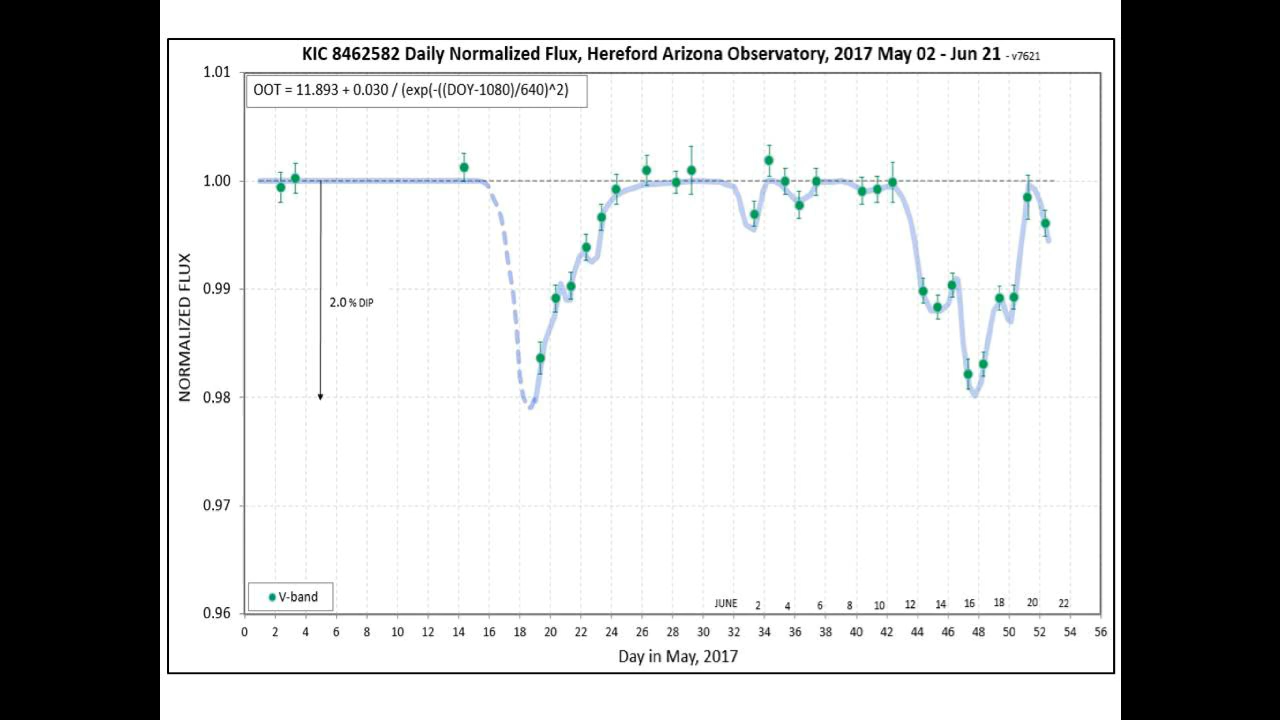 KIC 8462582 Daily Normalized Flux, Hereford Arizona Observatory, 2017 May 02 - Jun 21 - v7621
OOT = 11.893 + 0.030 / (exp(-((DOY-1080)/640)^2)
1.01
1.00
0.99
0.98
0.97
0.96
NORMALIZED FLUX
2.0 % DIP
V-band
JUNE 2 4 6 8 10 12 14 16 18 20 22
0 2 4 6 8 10 12 14 16 18 20 22 24 26 28 30 32 34 36 38 40 42 44 46 48 50 52 54 56
Day in May, 2017